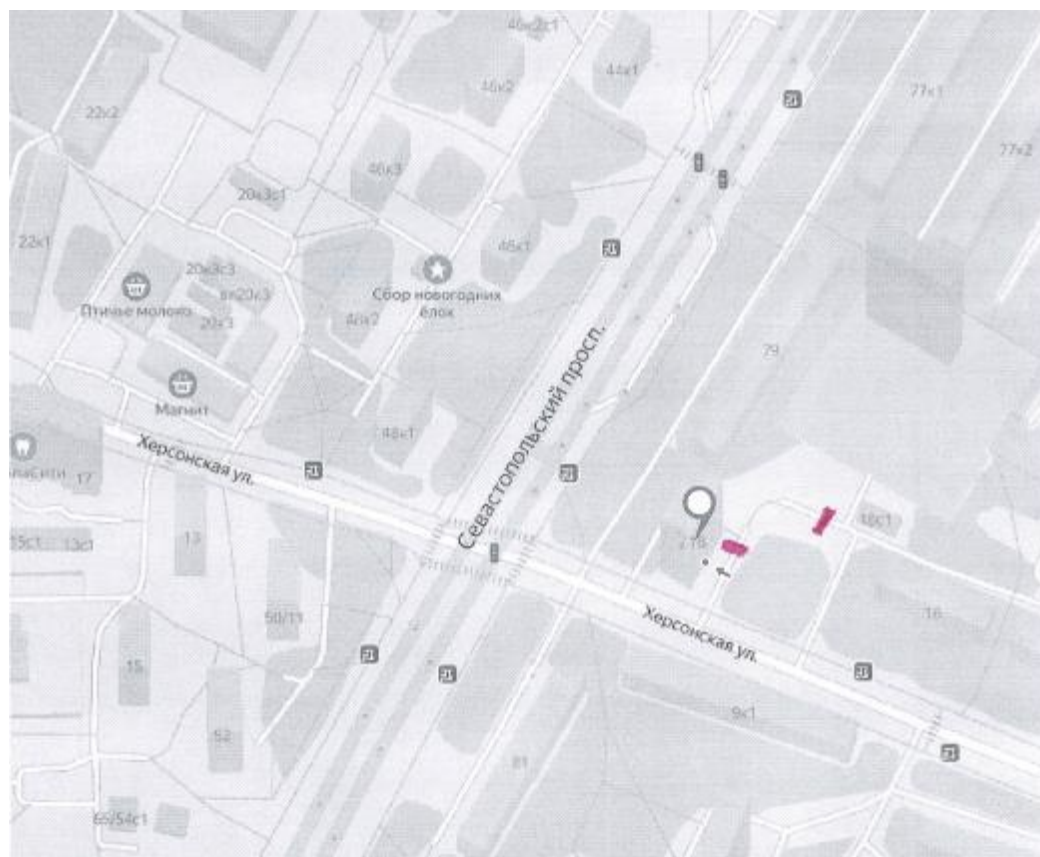 46к2с1
44к1
46к2
77к1
22к2
77к2
46к3
20к3с1
22к1
46к1
20к3с3
вл20к3
Сбор новогодних
ёлок
Птичье молоко
20к3
46к2
Севастопольский просп.
79
Магнит
48к1
Херсонская ул.
17
18с1
15с1
13с1
13
16
50/11
Херсонская ул.
15
9к1
52
81
65/54с1